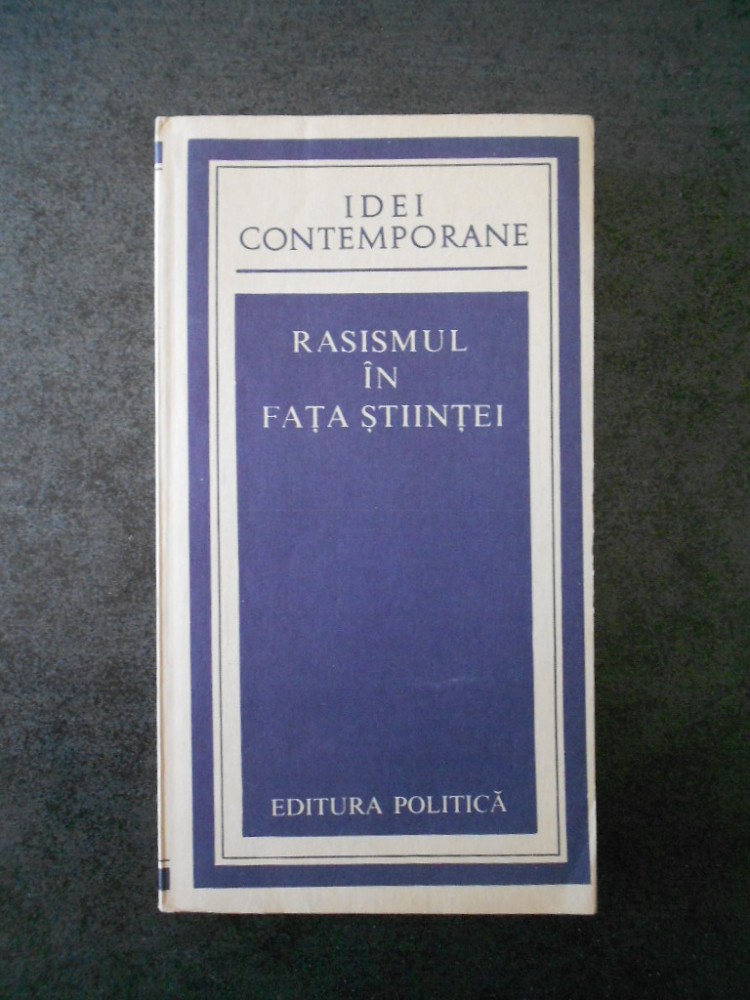 IDEI
CONTEMPORANE
RASISMUL
ÎN
FAȚA ȘTIINȚEI
EDITURA POLITICĂ